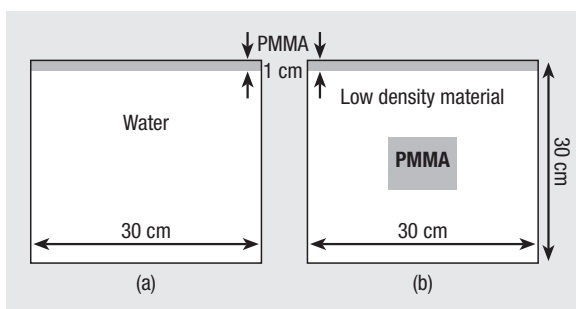 PMMA
1 cm
Water
Low density material
PMMA
30 cm
30 cm
30 cm
(a)
(b)